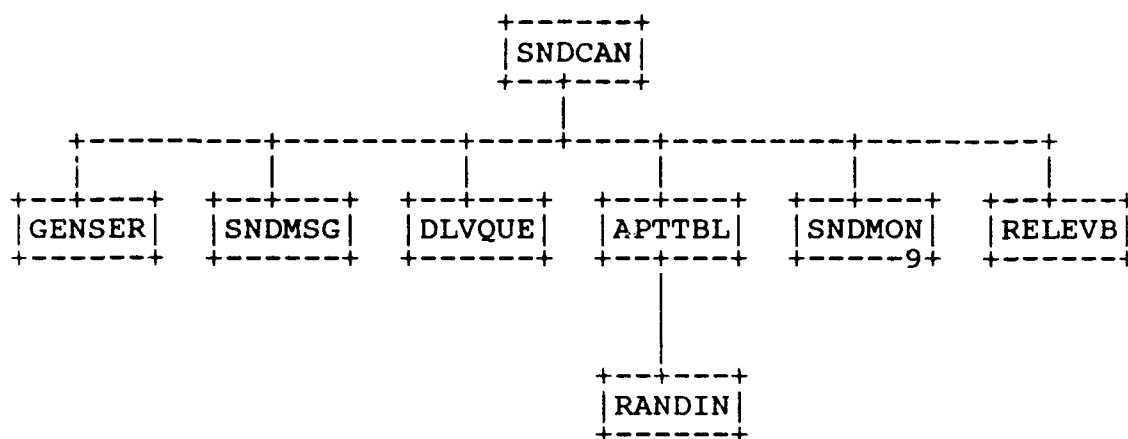 SNDCAN
GENSER SNDMSG DLVQUE APTTBL SNDMON RELEVB
9
RANDIN